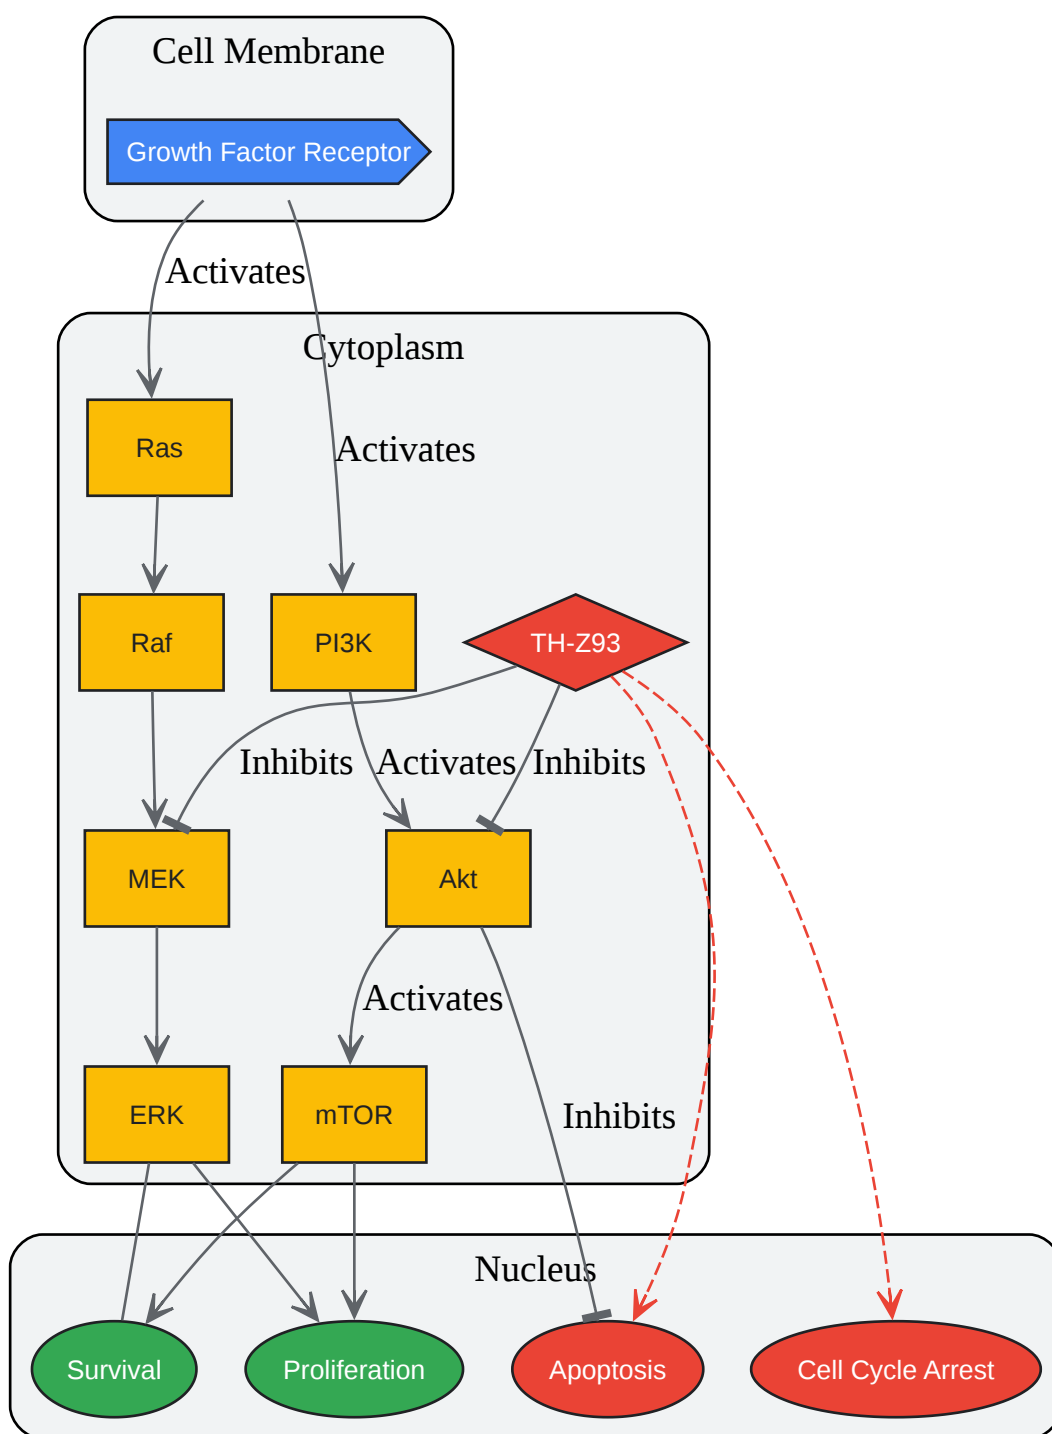 Cell Membrane
Growth Factor Receptor
Activates
Cytoplasm
Ras
Activates
Raf
PI3K
TH-Z93
Inhibits
Activates
Inhibits
MEK
Akt
Activates
ERK
mTOR
Inhibits
Nucleus
Survival
Proliferation
Apoptosis
Cell Cycle Arrest